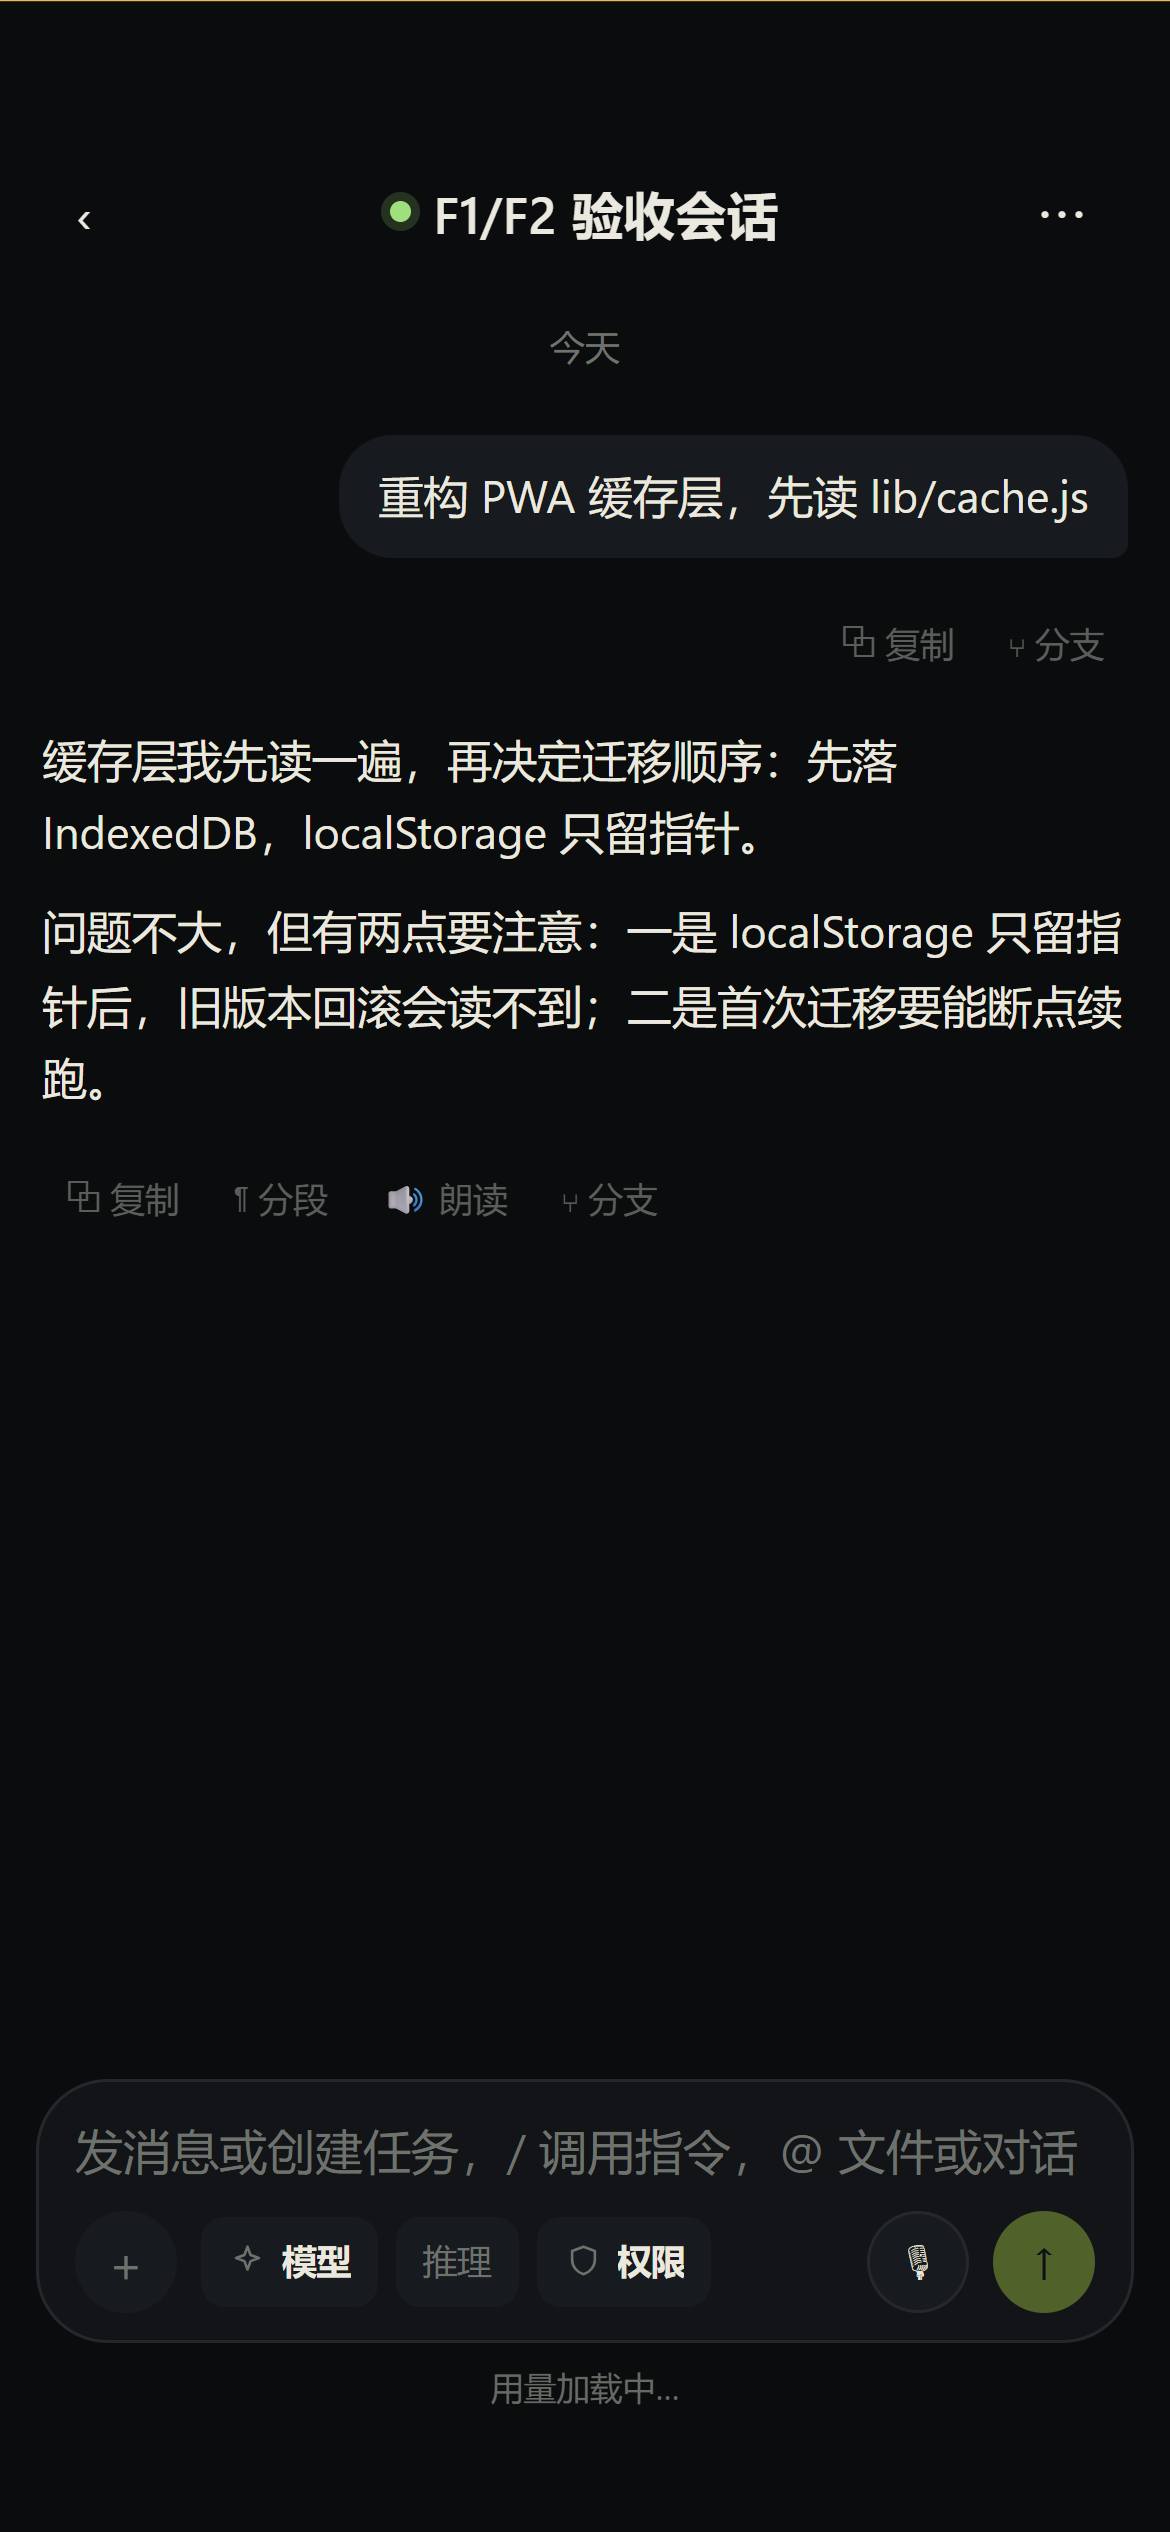 F1/F2 验收会话
今天
重构 PWA 缓存层，先读 lib/cache.js
复制 分支
缓存层我先读一遍，再决定迁移顺序：先落
IndexedDB，localStorage 只留指针。
问题不大，但有两点要注意：一是 localStorage 只留指
针后，旧版本回滚会读不到；二是首次迁移要能断点续
跑。
复制 ¶ 分段 朗读 分支
发消息或创建任务，/ 调用指令，@ 文件或对话
+ 模型 推理 权限
用量加载中...